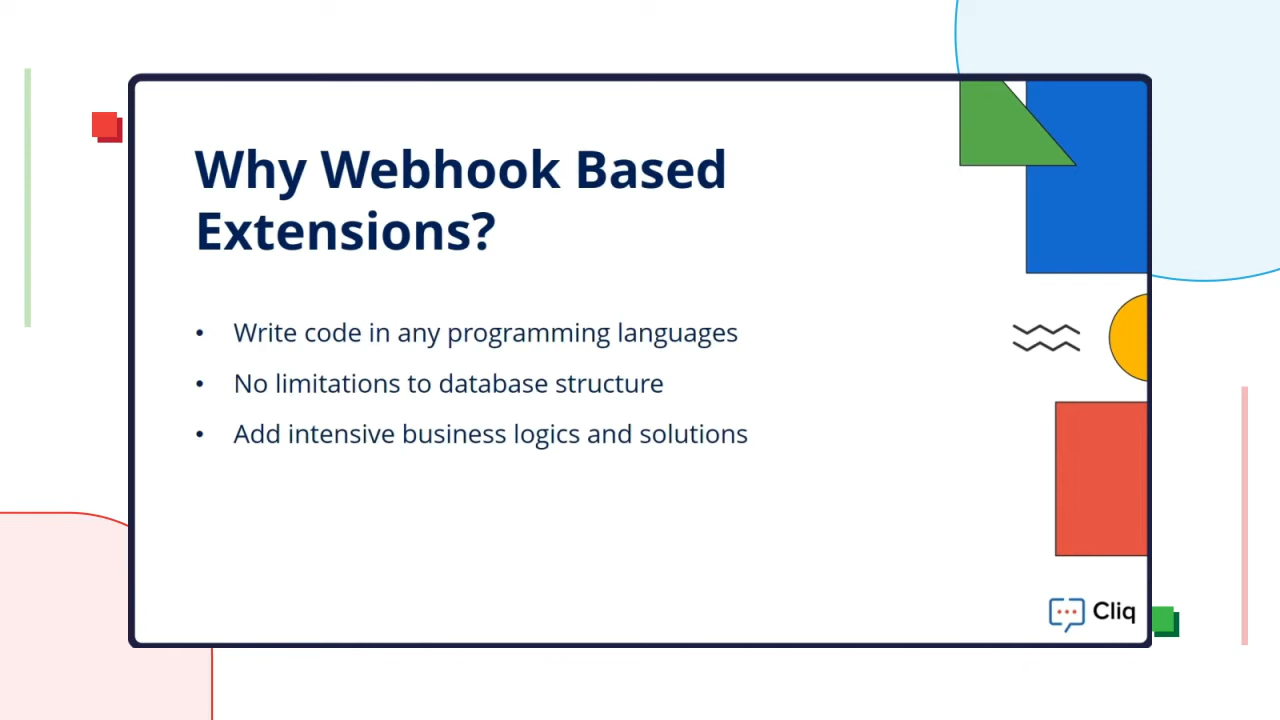 Why Webhook Based
Extensions?
• Write code in any programming languages
• No limitations to database structure
• Add intensive business logics and solutions
Cliq